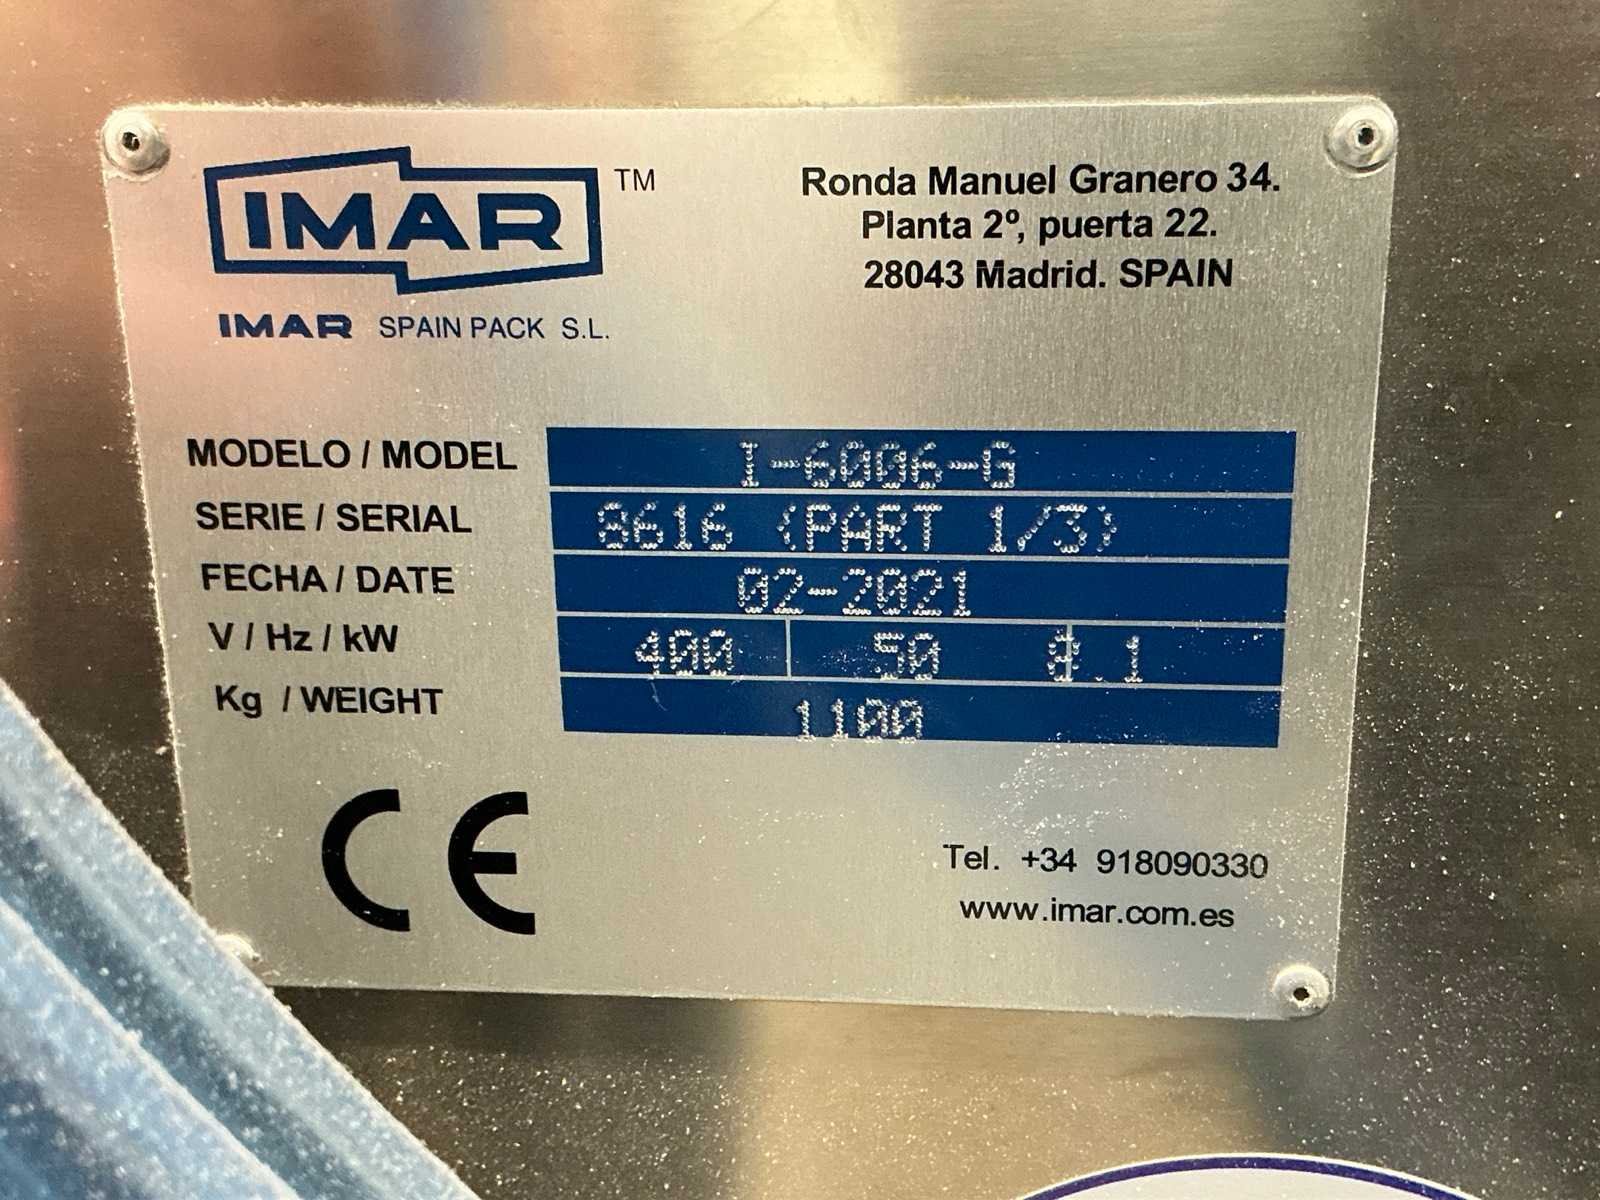 IMAR TM
IMAR SPAIN PACK S.L.
Ronda Manuel Granero 34.
Planta 2º, puerta 22.
28043 Madrid. SPAIN
MODELO / MODEL I-6006-G
SERIE / SERIAL 8616 (PART 1/3)
FECHA / DATE 02-2021
V / Hz / kW 400 50
Kg / WEIGHT 1100
CE
Tel. +34 918090330
www.imar.com.es